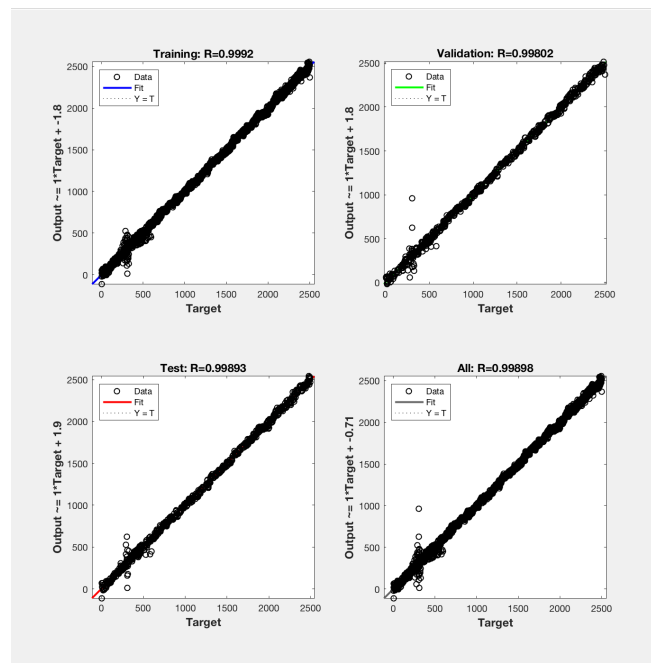 Training: R=0.9992
Output ~= 1*Target + -1.8
2500
2000
1500
1000
500
0
Data
Fit
Y = T
0 500 1000 1500 2000 2500
Target
Validation: R=0.99802
Output ~= 1*Target + 1.8
2500
2000
1500
1000
500
0
Data
Fit
Y = T
0 500 1000 1500 2000 2500
Target
Test: R=0.99893
Output ~= 1*Target + 1.9
2500
2000
1500
1000
500
0
Data
Fit
Y = T
0 500 1000 1500 2000 2500
Target
All: R=0.99898
Output ~= 1*Target + -0.71
2500
2000
1500
1000
500
0
Data
Fit
Y = T
0 500 1000 1500 2000 2500
Target